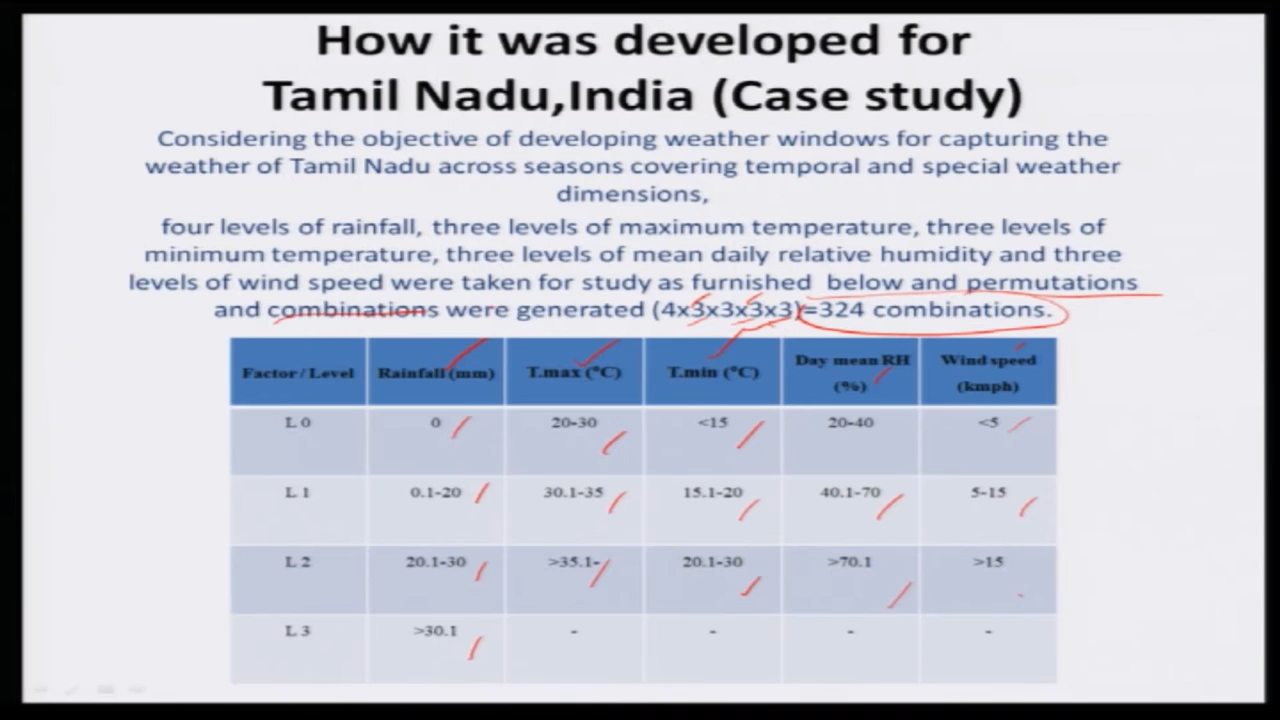 How it was developed for
Tamil Nadu,India (Case study)
Considering the objective of developing weather windows for capturing the
weather of Tamil Nadu across seasons covering temporal and special weather
dimensions,
four levels of rainfall, three levels of maximum temperature, three levels of
minimum temperature, three levels of mean daily relative humidity and three
levels of wind speed were taken for study as furnished below and permutations
and combinations were generated (4x3x3x3x3)=324 combinations.
Factor / Level Rainfall (mm) T.max (°C) T.min (°C) Day mean RH (%) Wind speed (kmph)
L 0 0 20-30 <15 20-40 <5
L 1 0.1-20 30.1-35 15.1-20 40.1-70 5-15
L 2 20.1-30 >35.1- 20.1-30 >70.1 >15
L 3 >30.1 - - - -